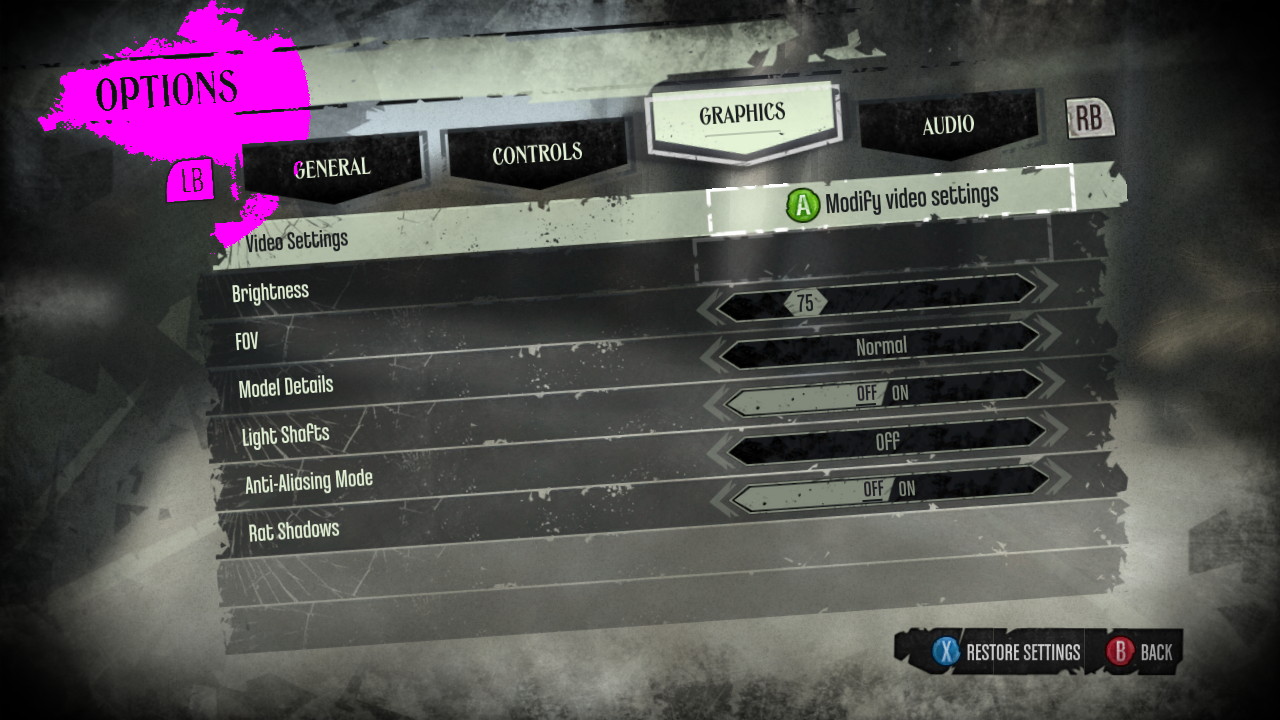 OPTIONS
LB
GENERAL
CONTROLS
GRAPHICS
AUDIO
RB
Video Settings
A Modify video settings
Brightness
FOV
75
Model Details
Normal
Light Shafts
OFF ON
Anti-Aliasing Mode
Off
Rat Shadows
OFF ON
X RESTORE SETTINGS
B BACK